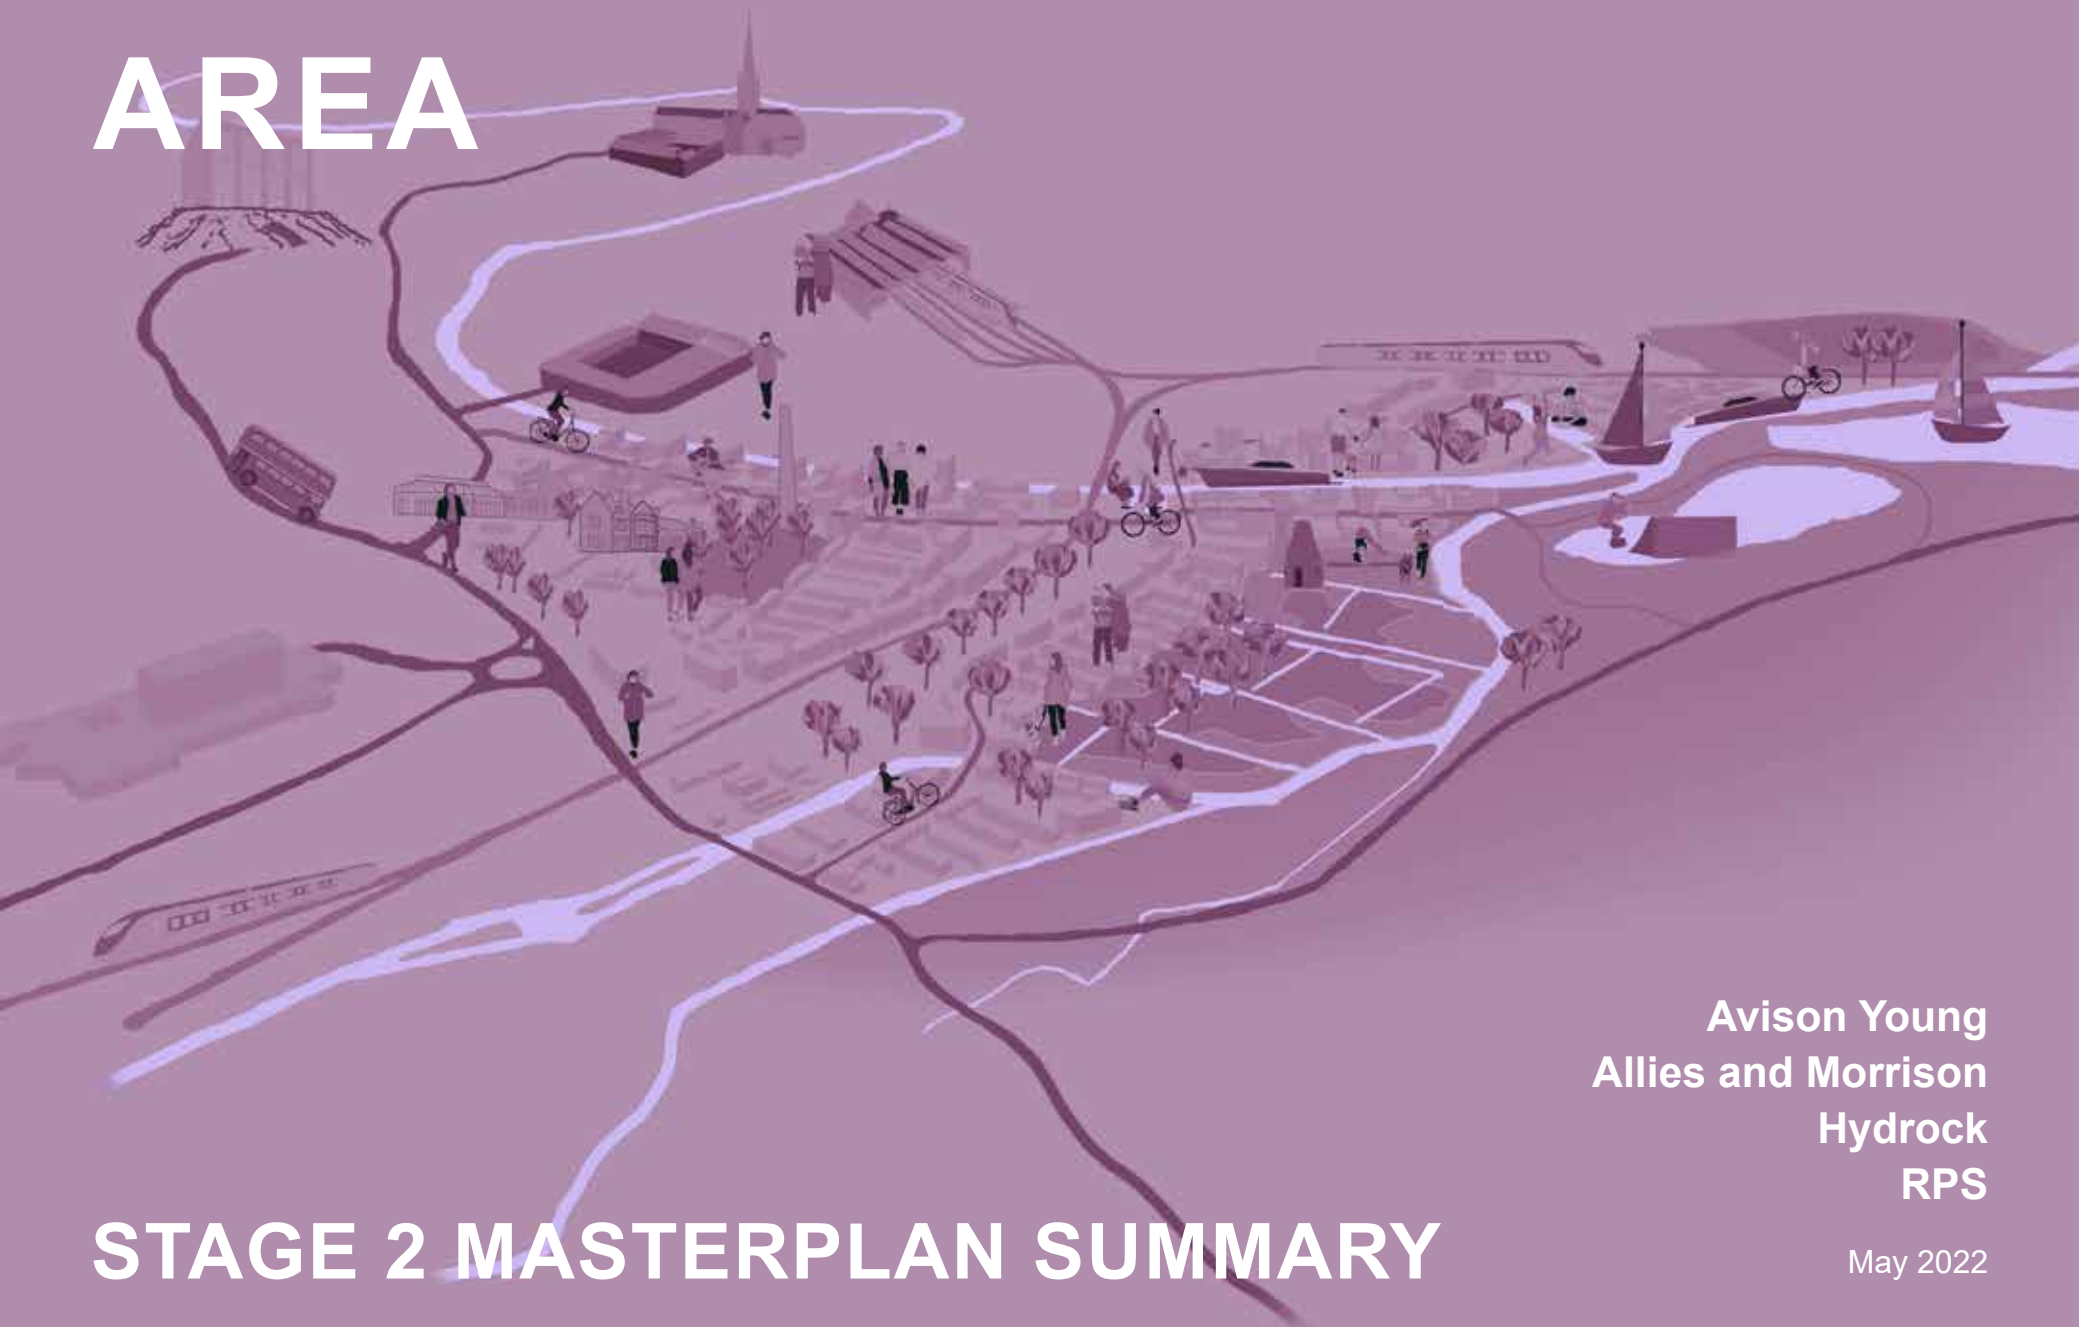 AREA
Avison Young
Allies and Morrison
Hydrock
RPS
STAGE 2 MASTERPLAN SUMMARY
May 2022